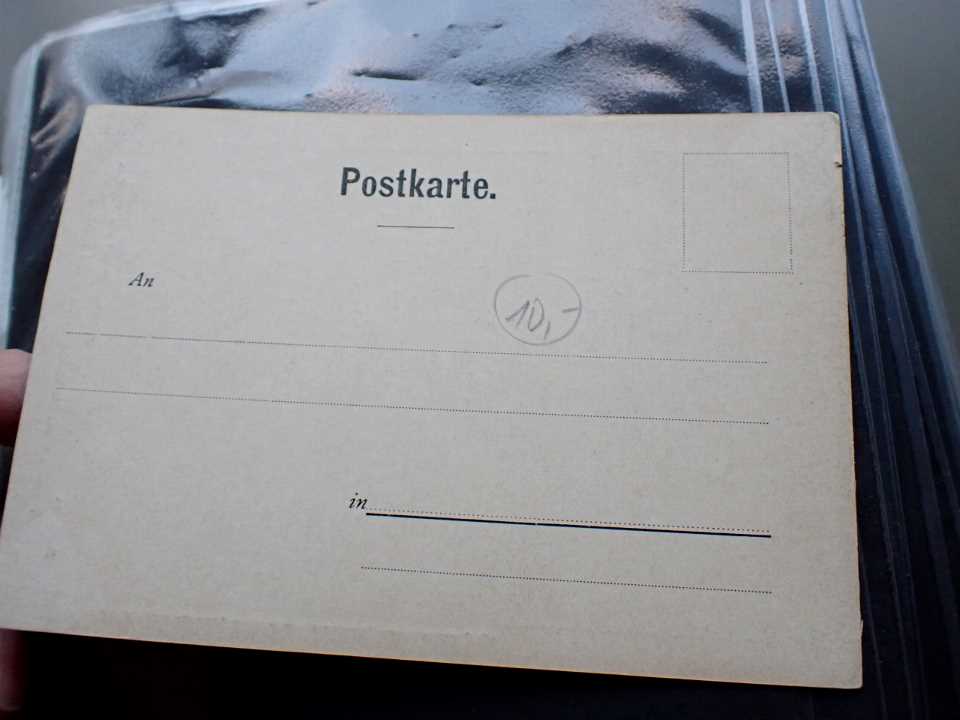 Postkarte.
An
10,-
in